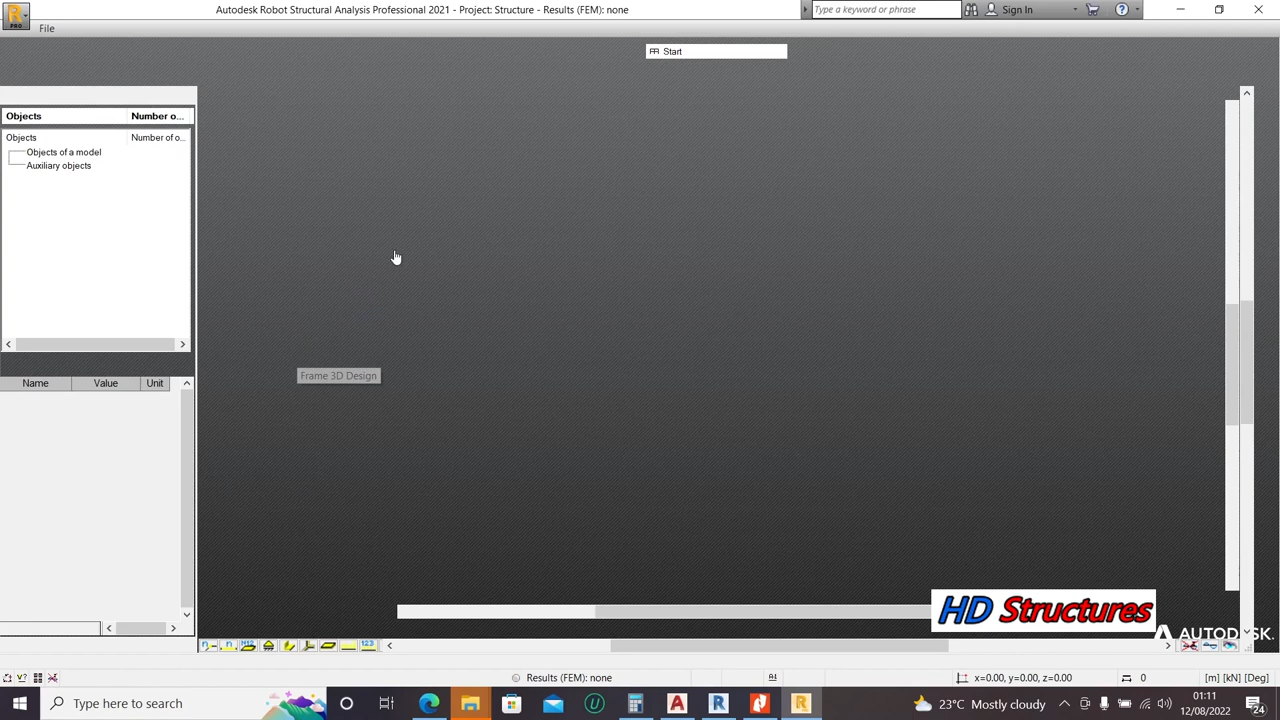 Autodesk Robot Structural Analysis Professional 2021 - Project: Structure - Results (FEM): none
Type a keyword or phrase
Sign In
PRO
File
Start
Objects Number o...
Objects Number of o...
Objects of a model
Auxiliary objects
Frame 3D Design
Name Value Unit
HD Structures
AUTODESK.
Results (FEM): none
x=0.00, y=0.00, z=0.00
0
[m] [kN] [Deg]
Type here to search
23°C Mostly cloudy
01:11
12/08/2022
24